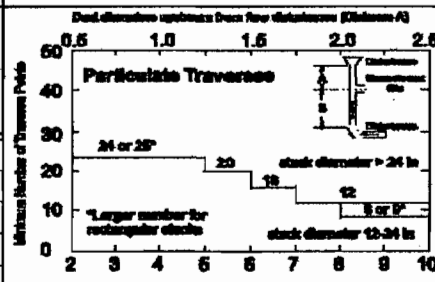 Duct diameters upstream from flow disturbance (Distance A)
0.5 1.0 1.5 2.0 2.5
50
40
30
20
10
0
Minimum Number of Traverse Points
Particulate Traverse
Disturbance
Measurement
Site
Disturbance
A
B
24 or 25*
20
16
12
8 or 9*
stack diameter > 24 in
*Larger number for
rectangular stacks
stack diameter 12-24 in
2 3 4 5 6 7 8 9 10